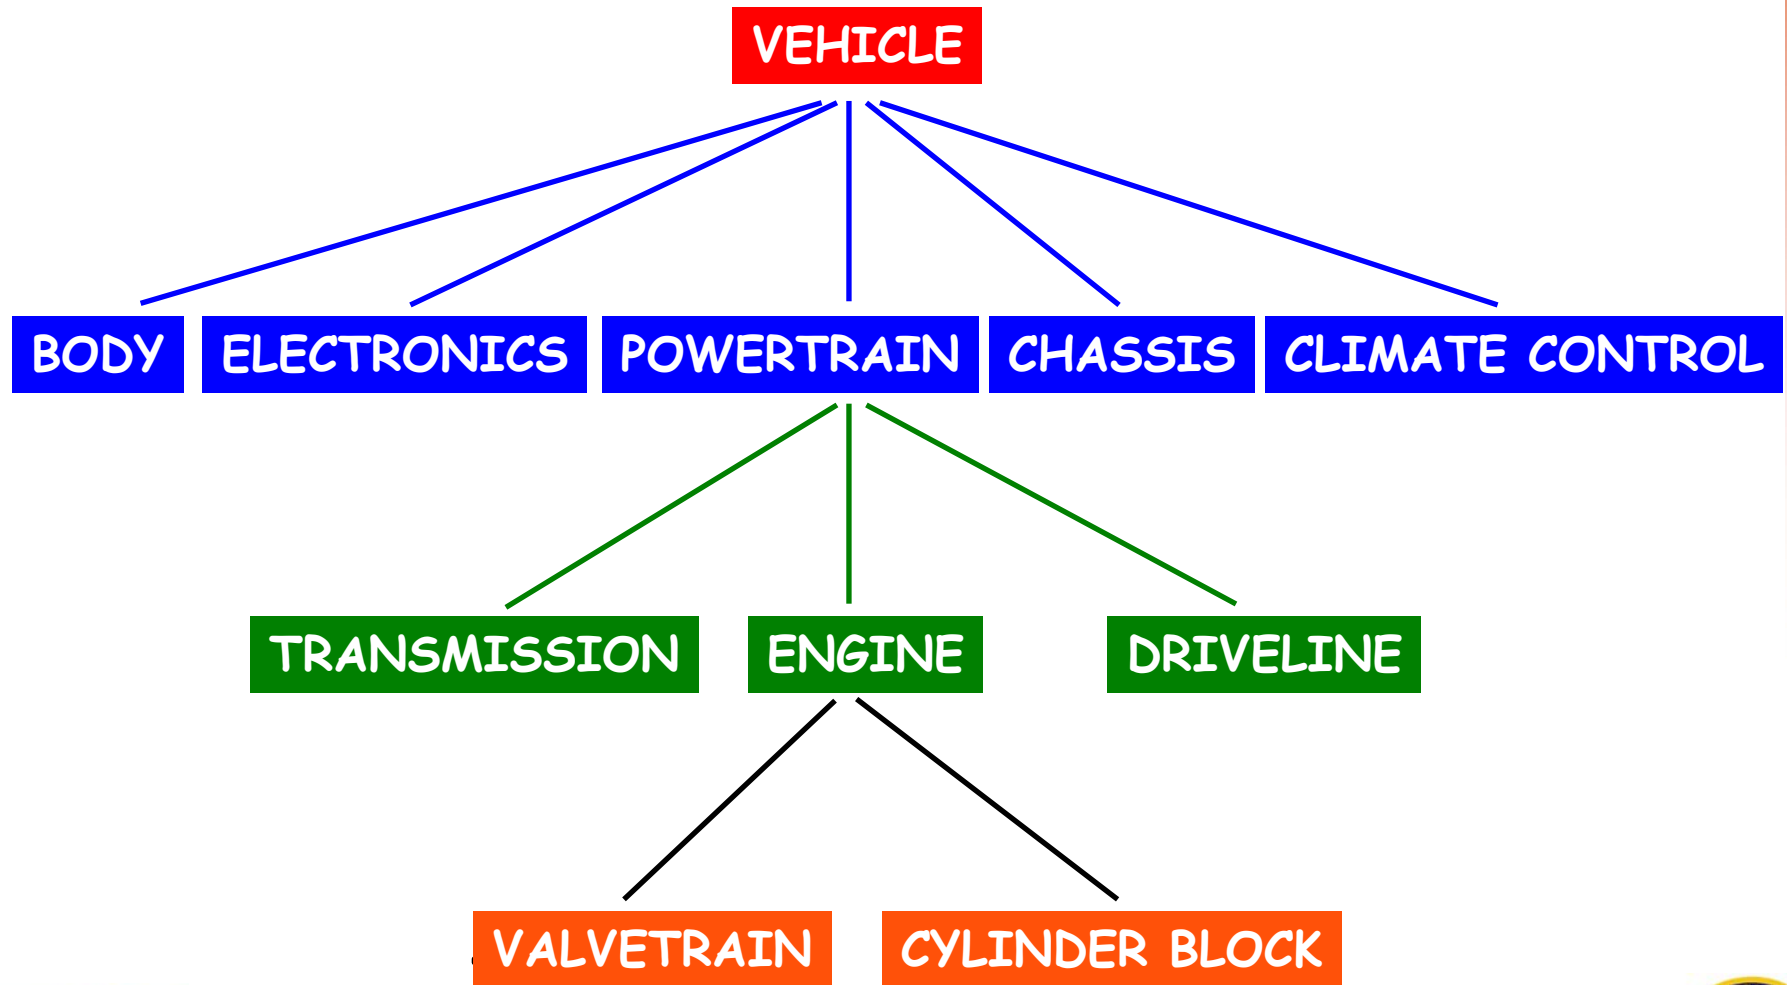 VEHICLE
BODY ELECTRONICS POWERTRAIN CHASSIS CLIMATE CONTROL
TRANSMISSION ENGINE DRIVELINE
VALVETRAIN CYLINDER BLOCK